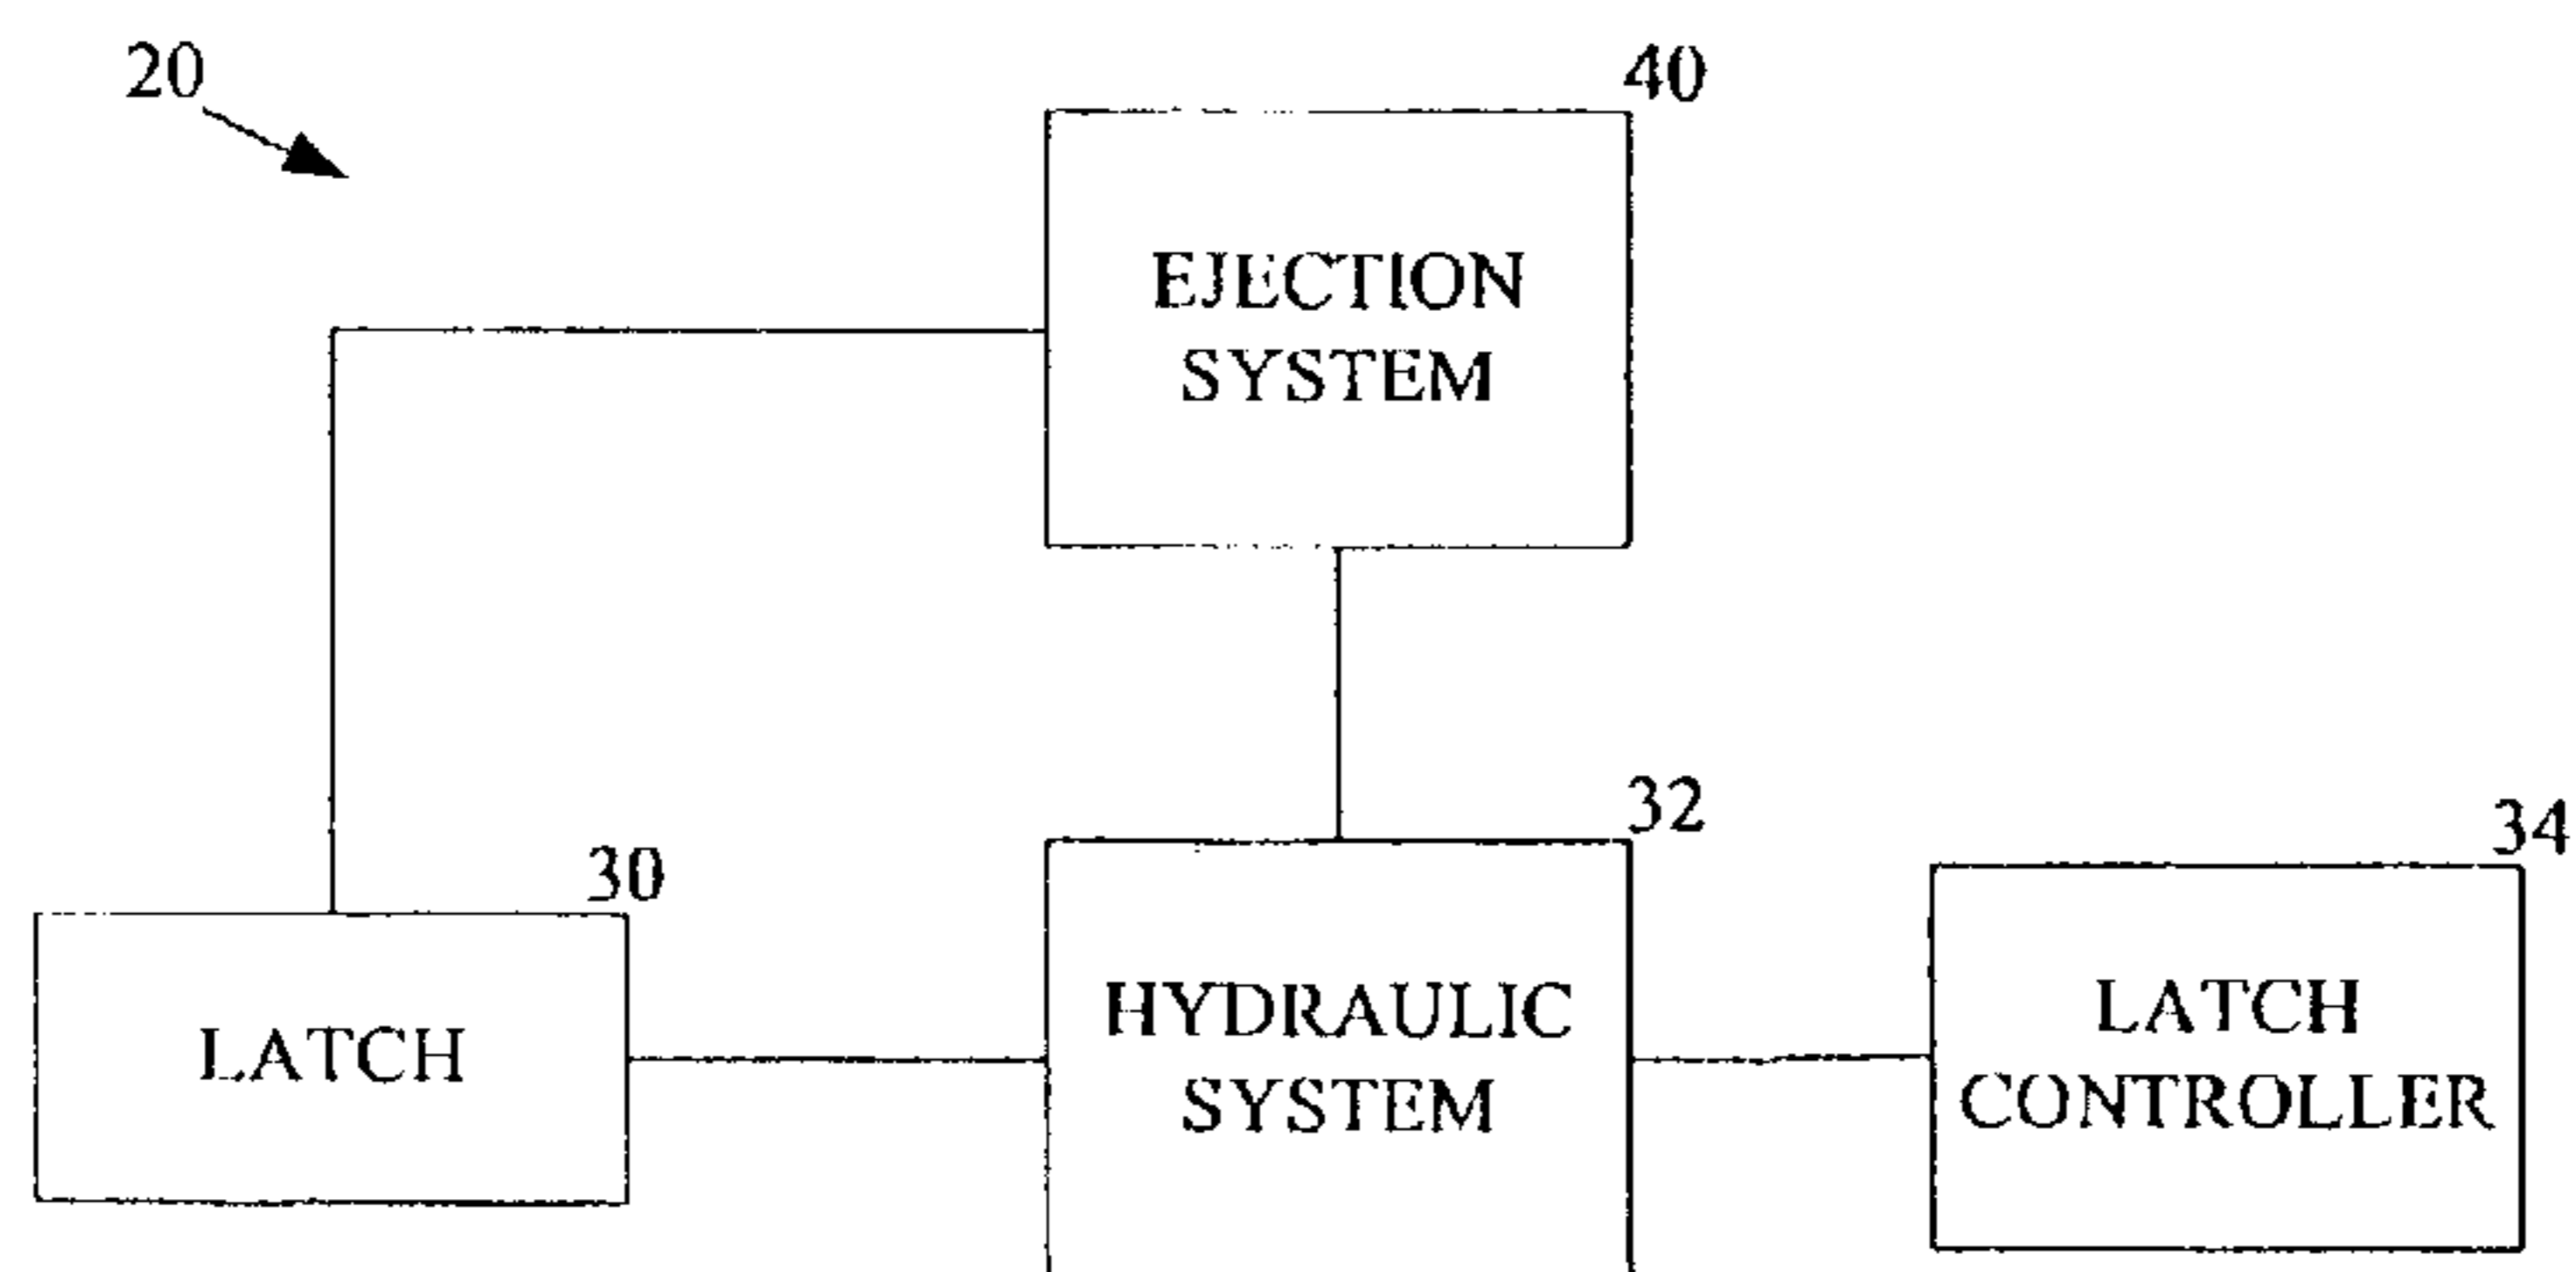 20
40
EJECTION
SYSTEM
30
32
34
LATCH
HYDRAULIC
SYSTEM
LATCH
CONTROLLER